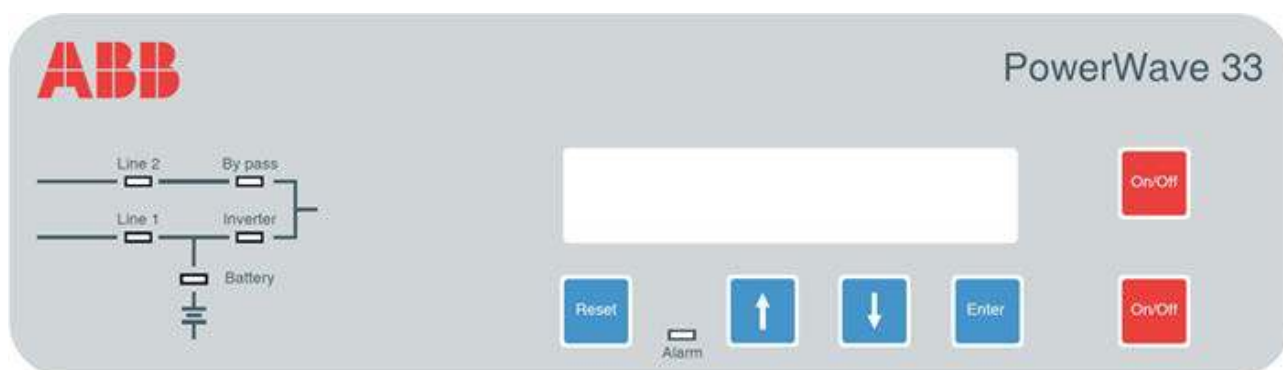 ABB
PowerWave 33
Line 2 By pass
Line 1 Inverter
Battery
On/Off
Reset
Alarm
Enter
On/Off